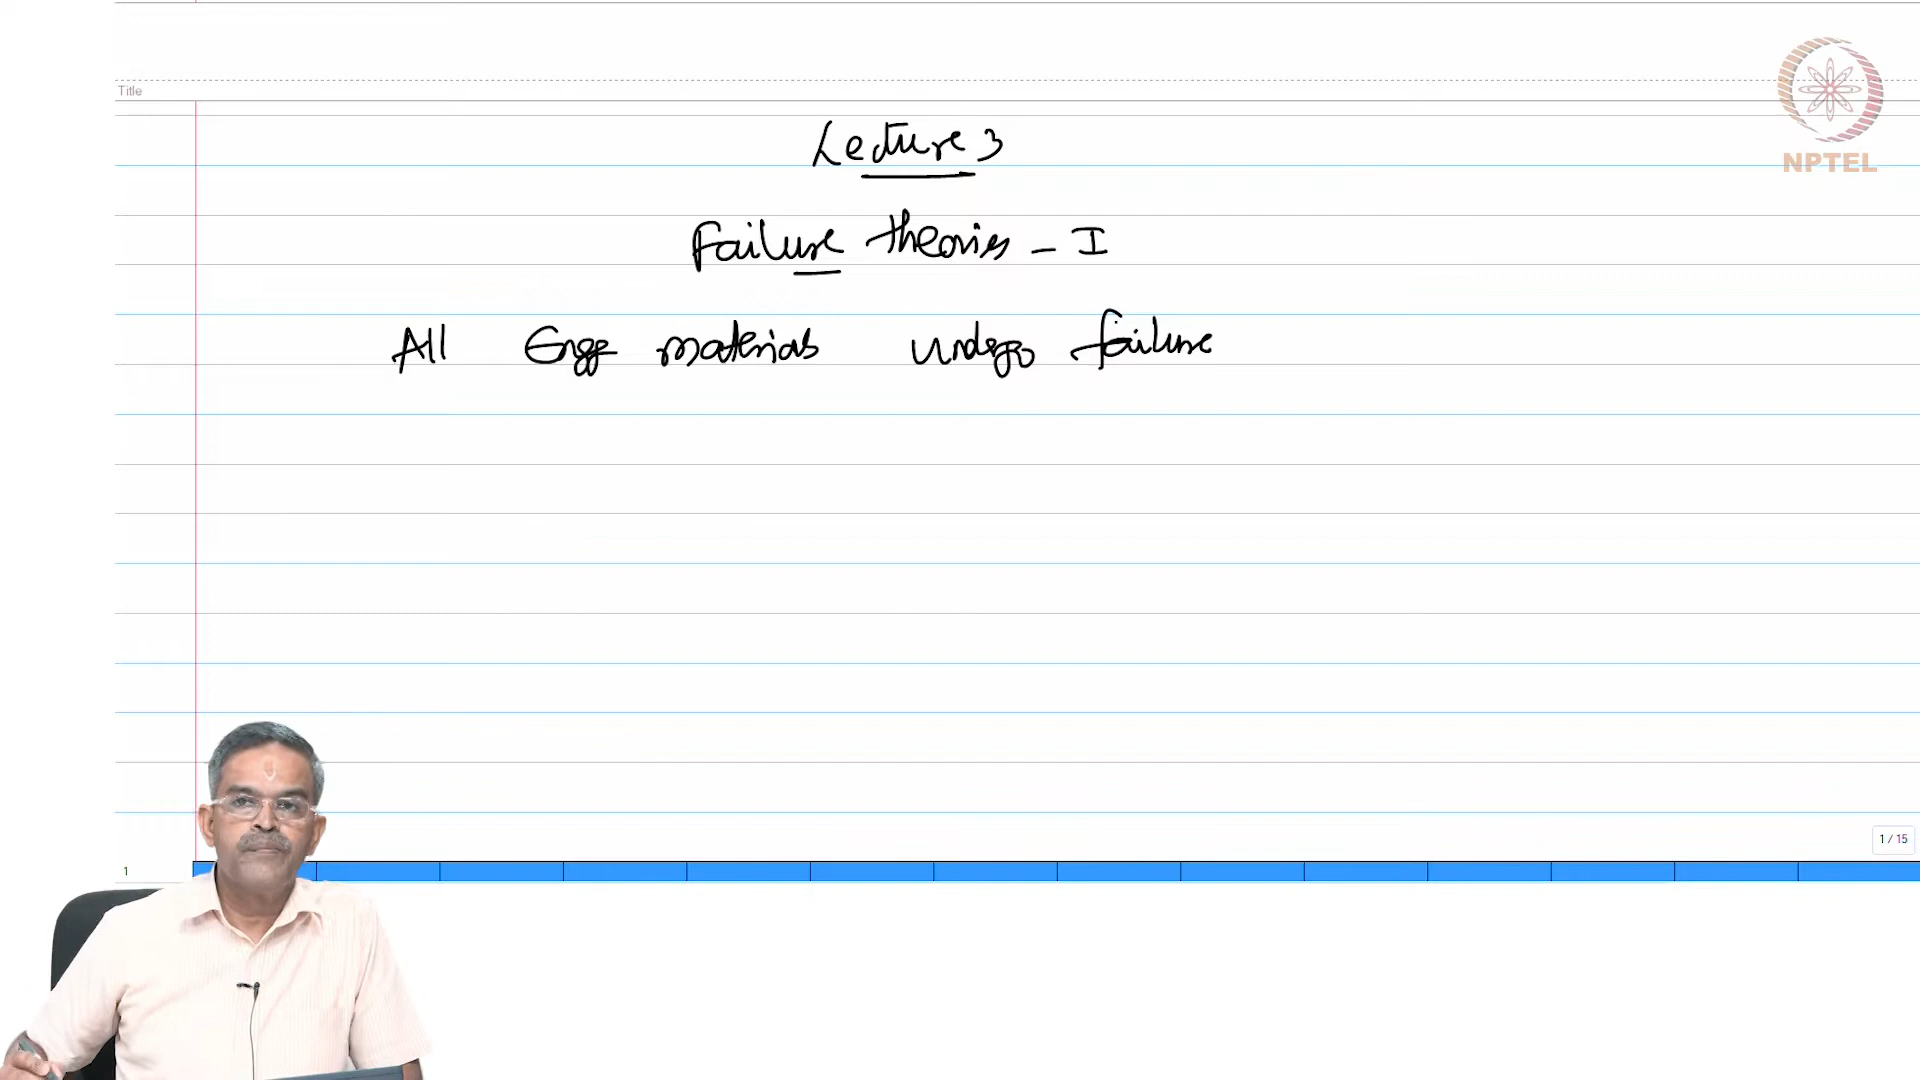 Title
NPTEL
Lecture 3
Failure theories - I
All Engg materials undergo failure
1 / 15
1